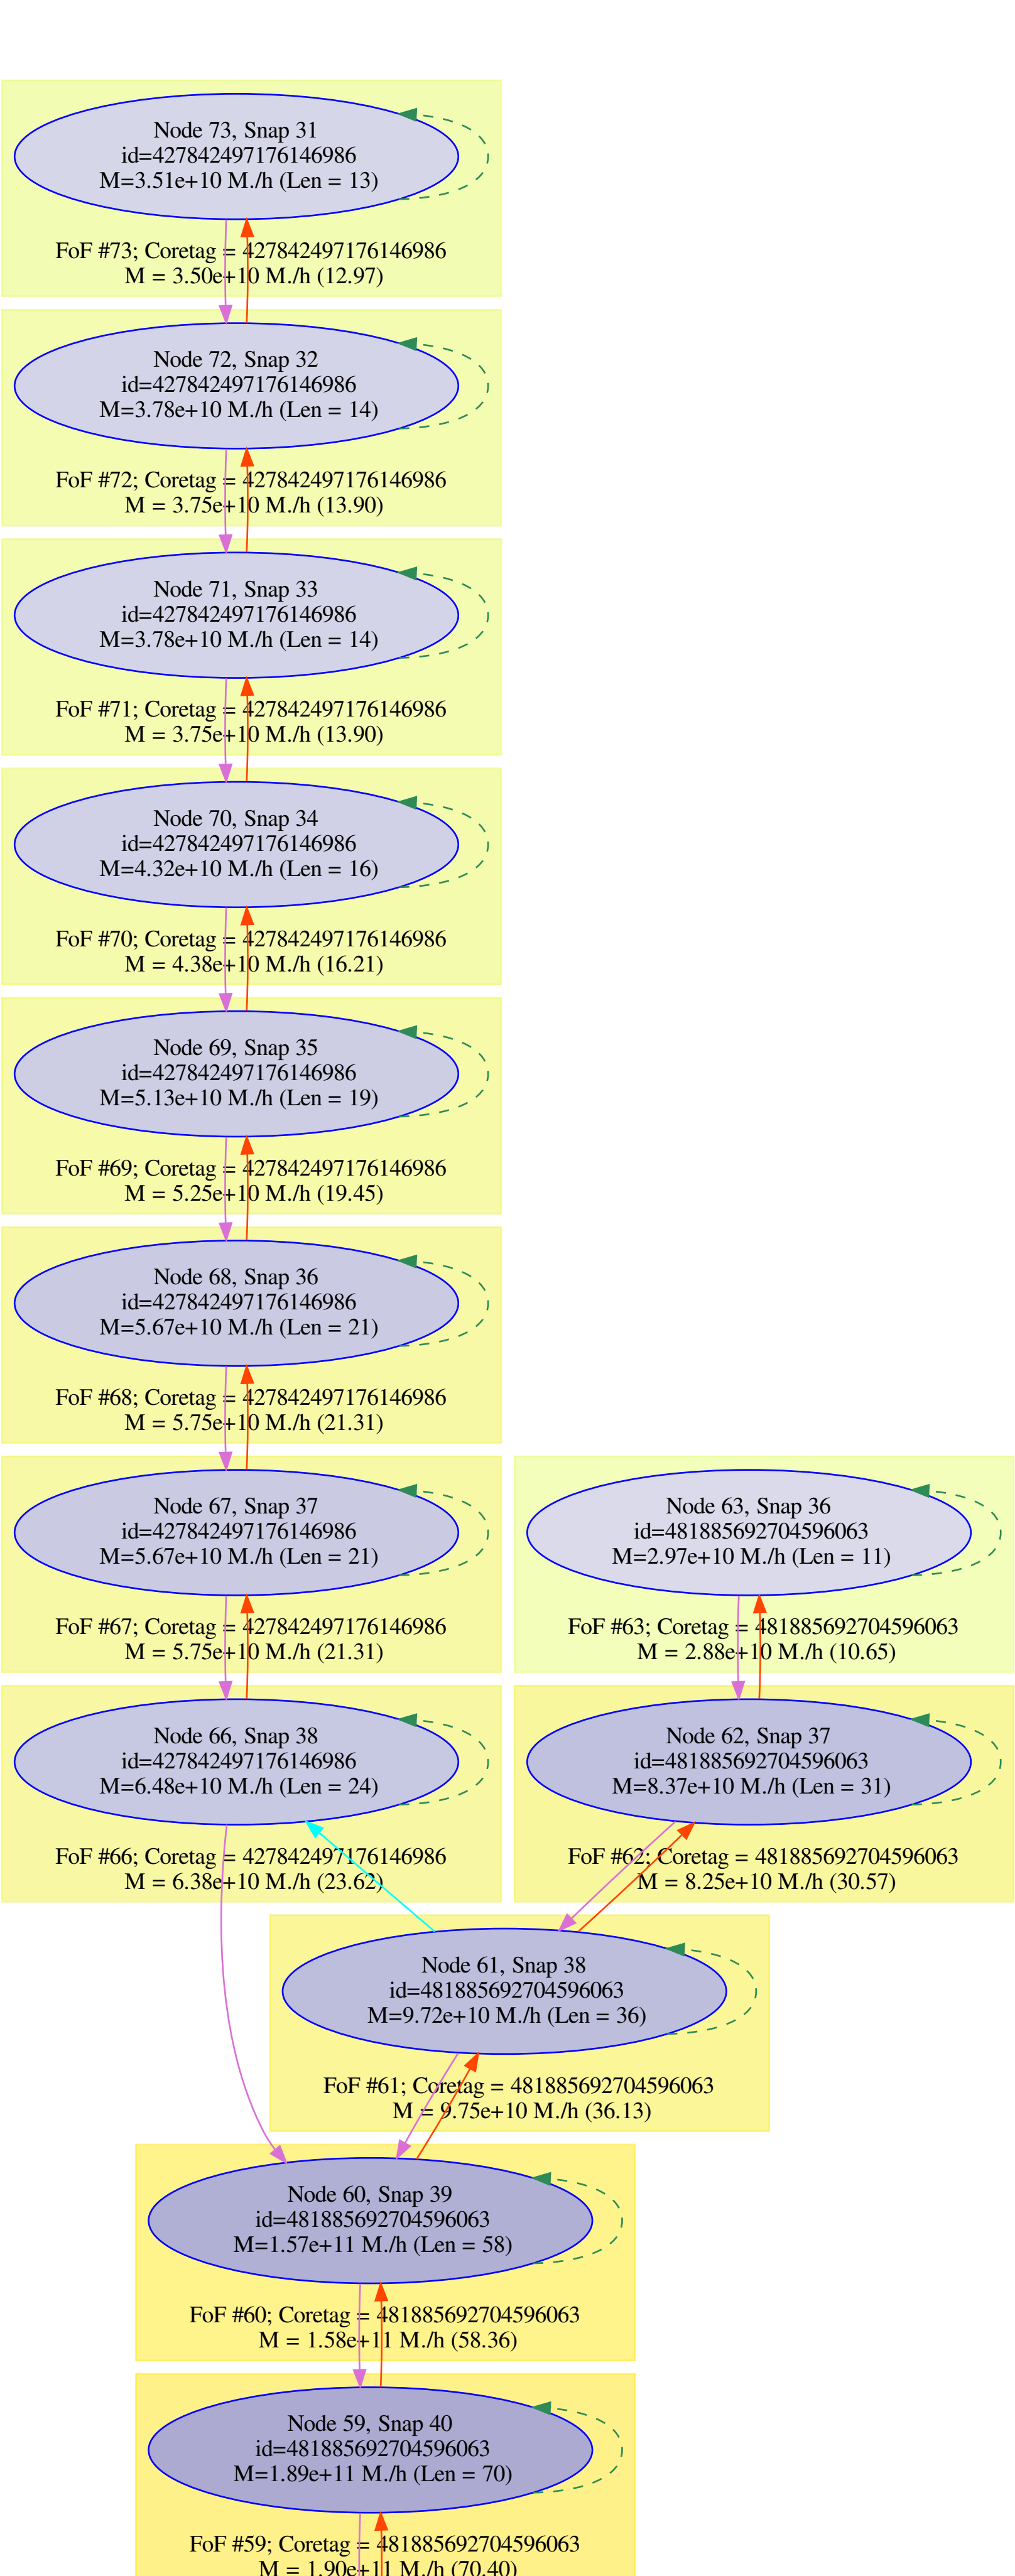 Node 73, Snap 31
id=427842497176146986
M=3.51e+10 M./h (Len = 13)
FoF #73; Coretag = 427842497176146986
M = 3.50e+10 M./h (12.97)
Node 72, Snap 32
id=427842497176146986
M=3.78e+10 M./h (Len = 14)
FoF #72; Coretag = 427842497176146986
M = 3.75e+10 M./h (13.90)
Node 71, Snap 33
id=427842497176146986
M=3.78e+10 M./h (Len = 14)
FoF #71; Coretag = 427842497176146986
M = 3.75e+10 M./h (13.90)
Node 70, Snap 34
id=427842497176146986
M=4.32e+10 M./h (Len = 16)
FoF #70; Coretag = 427842497176146986
M = 4.38e+10 M./h (16.21)
Node 69, Snap 35
id=427842497176146986
M=5.13e+10 M./h (Len = 19)
FoF #69; Coretag = 427842497176146986
M = 5.25e+10 M./h (19.45)
Node 68, Snap 36
id=427842497176146986
M=5.67e+10 M./h (Len = 21)
FoF #68; Coretag = 427842497176146986
M = 5.75e+10 M./h (21.31)
Node 67, Snap 37
id=427842497176146986
M=5.67e+10 M./h (Len = 21)
FoF #67; Coretag = 427842497176146986
M = 5.75e+10 M./h (21.31)
Node 63, Snap 36
id=481885692704596063
M=2.97e+10 M./h (Len = 11)
FoF #63; Coretag = 481885692704596063
M = 2.88e+10 M./h (10.65)
Node 66, Snap 38
id=427842497176146986
M=6.48e+10 M./h (Len = 24)
FoF #66; Coretag = 427842497176146986
M = 6.38e+10 M./h (23.62)
Node 62, Snap 37
id=481885692704596063
M=8.37e+10 M./h (Len = 31)
FoF #62; Coretag = 481885692704596063
M = 8.25e+10 M./h (30.57)
Node 61, Snap 38
id=481885692704596063
M=9.72e+10 M./h (Len = 36)
FoF #61; Coretag = 481885692704596063
M = 9.75e+10 M./h (36.13)
Node 60, Snap 39
id=481885692704596063
M=1.57e+11 M./h (Len = 58)
FoF #60; Coretag = 481885692704596063
M = 1.58e+11 M./h (58.36)
Node 59, Snap 40
id=481885692704596063
M=1.89e+11 M./h (Len = 70)
FoF #59; Coretag = 481885692704596063
M = 1.90e+11 M./h (70.40)